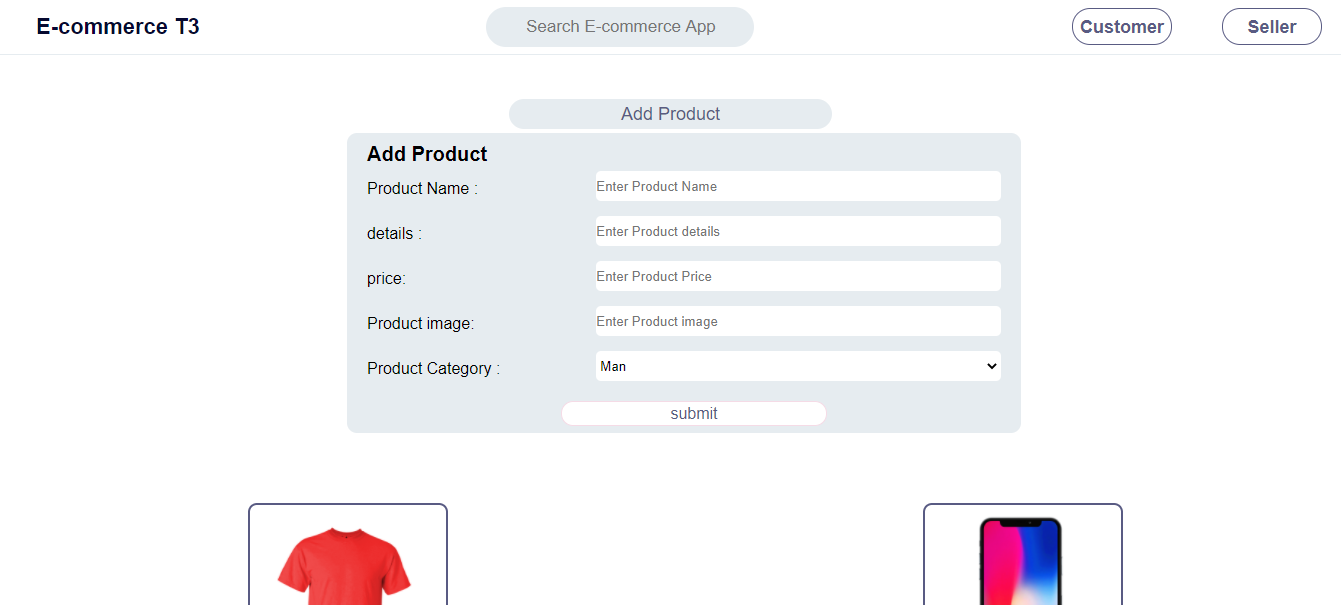 E-commerce T3
Search E-commerce App
Customer
Seller
Add Product
Add Product
Product Name :
Enter Product Name
details :
Enter Product details
price:
Enter Product Price
Product image:
Enter Product image
Product Category :
Man
submit